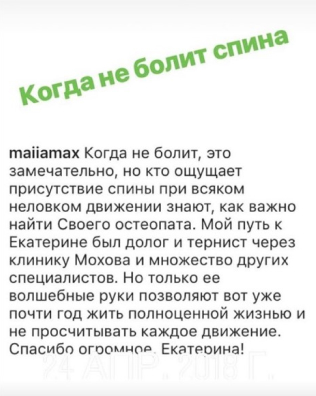 Когда не болит спина
maiiamax Когда не болит, это
замечательно, но кто ощущает
присутствие спины при всяком
неловком движении знают, как важно
найти Своего остеопата. Мой путь к
Екатерине был долог и тернист через
клинику Мохова и множество других
специалистов. Но только ее
волшебные руки позволяют вот уже
почти год жить полноценной жизнью и
не просчитывать каждое движение.
Спасибо огромное, Екатерина!
24 АПР. 2018 Г.